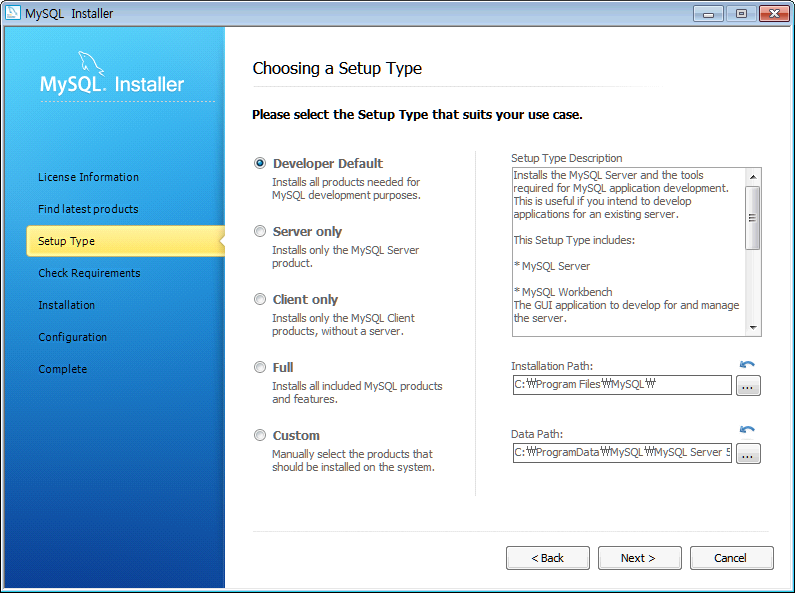 MySQL Installer
MySQL. Installer
License Information
Find latest products
Setup Type
Check Requirements
Installation
Configuration
Complete
Choosing a Setup Type
Please select the Setup Type that suits your use case.
Developer Default
Installs all products needed for
MySQL development purposes.
Server only
Installs only the MySQL Server
product.
Client only
Installs only the MySQL Client
products, without a server.
Full
Installs all included MySQL products
and features.
Custom
Manually select the products that
should be installed on the system.
Setup Type Description
Installs the MySQL Server and the tools
required for MySQL application development.
This is useful if you intend to develop
applications for an existing server.
This Setup Type includes:
* MySQL Server
* MySQL Workbench
The GUI application to develop for and manage
the server.
Installation Path:
C:₩Program Files₩MySQL₩
...
Data Path:
C:₩ProgramData₩MySQL₩MySQL Server 5
...
< Back
Next >
Cancel